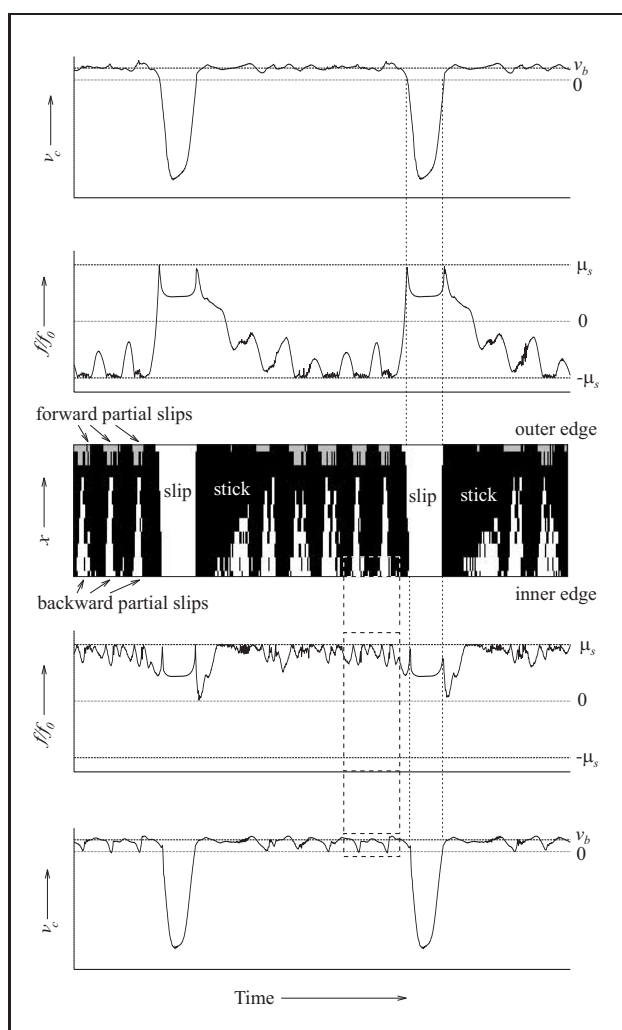 v_b
0
v_c
μ_s
0
-μ_s
f/f_0
forward partial slips
outer edge
slip
stick
slip
stick
x
backward partial slips
inner edge
μ_s
0
-μ_s
f/f_0
v_b
0
v_c
Time